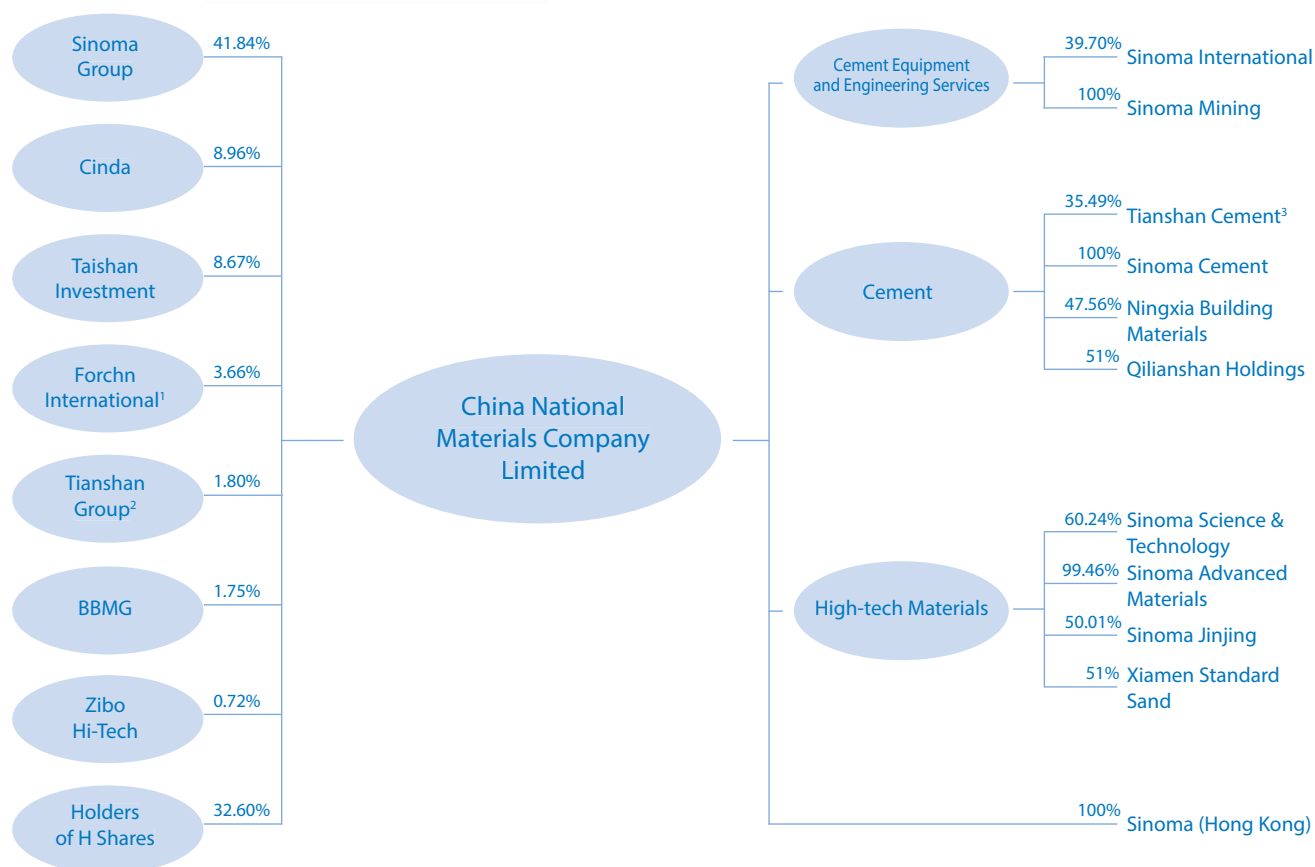 Sinoma
Group
41.84%
Cinda
8.96%
Taishan
Investment
8.67%
Forchn
International¹
3.66%
Tianshan
Group²
1.80%
BBMG
1.75%
Zibo
Hi-Tech
0.72%
Holders
of H Shares
32.60%
China National
Materials Company
Limited
Cement Equipment
and Engineering Services
39.70% Sinoma International
100% Sinoma Mining
Cement
35.49% Tianshan Cement³
100% Sinoma Cement
47.56% Ningxia Building
Materials
51% Qilianshan Holdings
High-tech Materials
60.24% Sinoma Science &
Technology
99.46% Sinoma Advanced
Materials
50.01% Sinoma Jinjing
51% Xiamen Standard
Sand
100% Sinoma (Hong Kong)